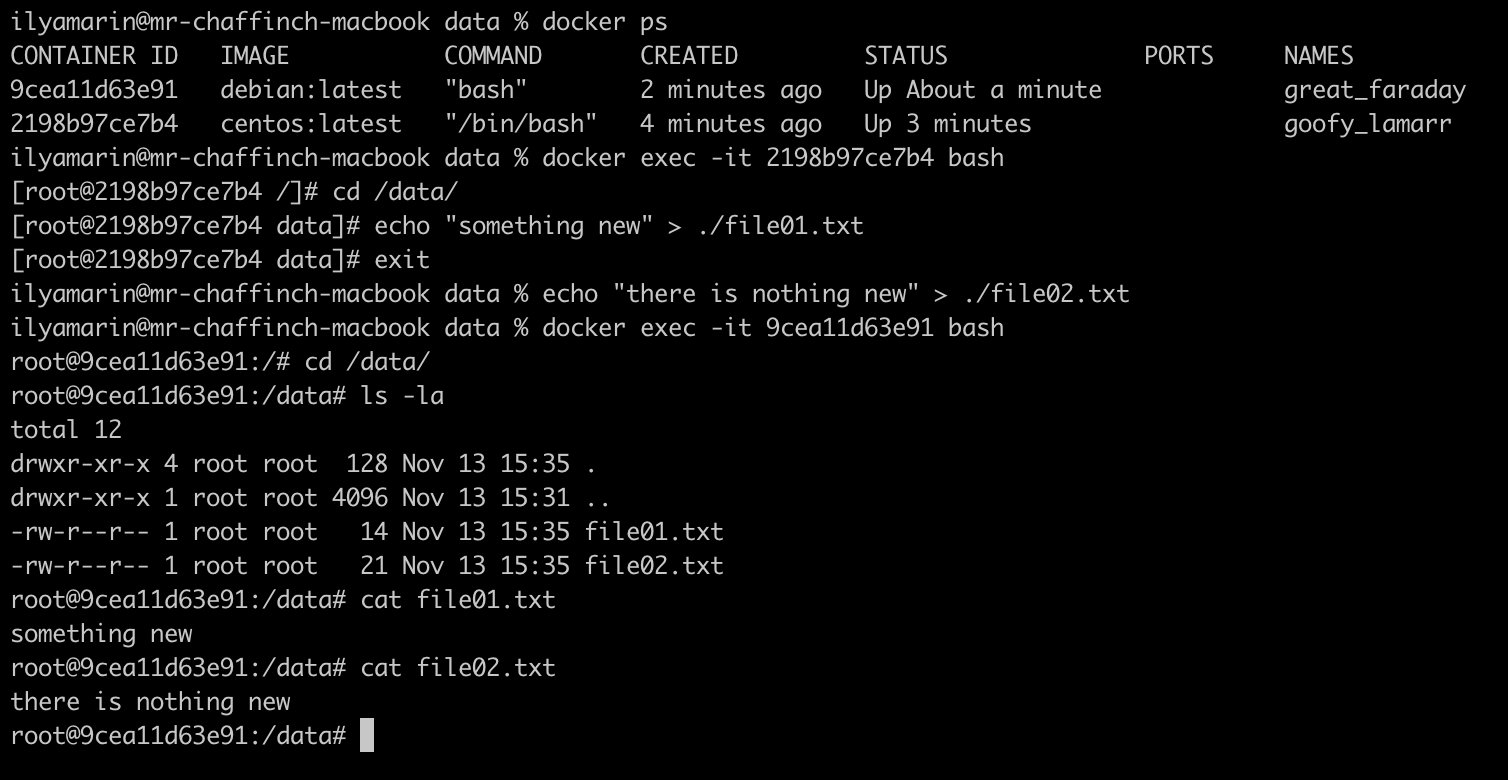 ilyamarin@mr-chaffinch-macbook data % docker ps
CONTAINER ID   IMAGE           COMMAND       CREATED         STATUS              PORTS     NAMES
9cea11d63e91   debian:latest   "bash"        2 minutes ago   Up About a minute             great_faraday
2198b97ce7b4   centos:latest   "/bin/bash"   4 minutes ago   Up 3 minutes                  goofy_lamarr
ilyamarin@mr-chaffinch-macbook data % docker exec -it 2198b97ce7b4 bash
[root@2198b97ce7b4 /]# cd /data/
[root@2198b97ce7b4 data]# echo "something new" > ./file01.txt
[root@2198b97ce7b4 data]# exit
ilyamarin@mr-chaffinch-macbook data % echo "there is nothing new" > ./file02.txt
ilyamarin@mr-chaffinch-macbook data % docker exec -it 9cea11d63e91 bash
root@9cea11d63e91:/# cd /data/
root@9cea11d63e91:/data# ls -la
total 12
drwxr-xr-x 4 root root  128 Nov 13 15:35 .
drwxr-xr-x 1 root root 4096 Nov 13 15:31 ..
-rw-r--r-- 1 root root   14 Nov 13 15:35 file01.txt
-rw-r--r-- 1 root root   21 Nov 13 15:35 file02.txt
root@9cea11d63e91:/data# cat file01.txt
something new
root@9cea11d63e91:/data# cat file02.txt
there is nothing new
root@9cea11d63e91:/data#